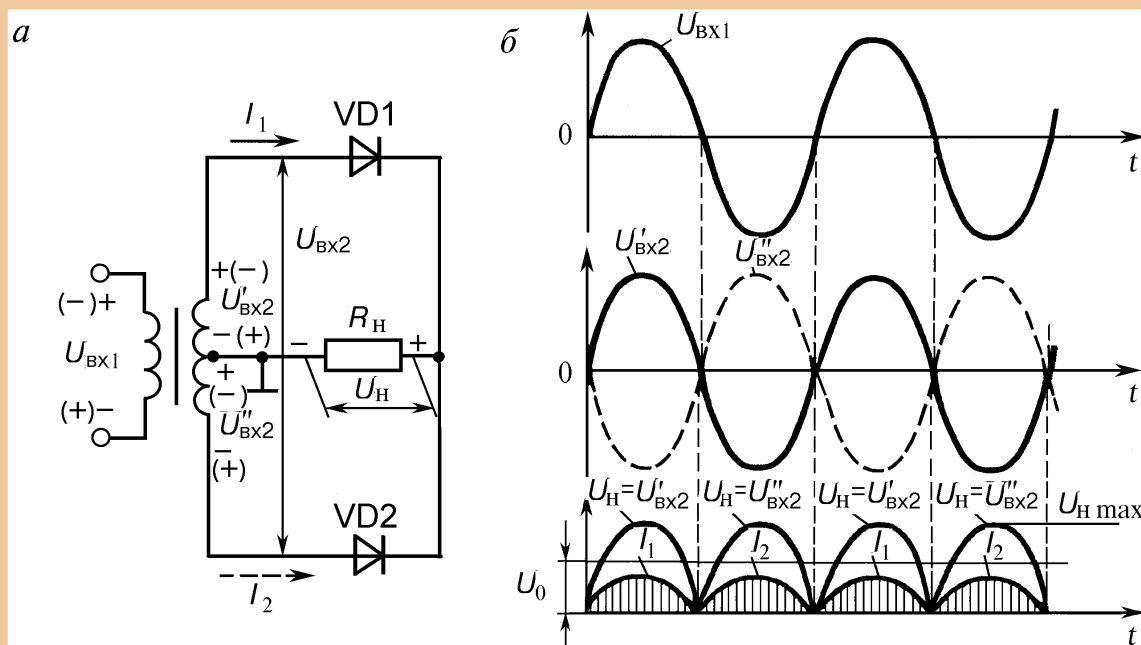 а
I₁
VD1
Uвх2
+(−)
U′вх2
−(+)
(−)+
Uвх1
(+)−
+
(−)
U″вх2
−
(+)
− Rн +
Uн
VD2
I₂
б
Uвх1
0
t
U′вх2 U″вх2
0
t
Uн=U′вх2 Uн=U″вх2 Uн=U′вх2 Uн=U″вх2 Uн max
I₁ I₂ I₁ I₂
U₀
t